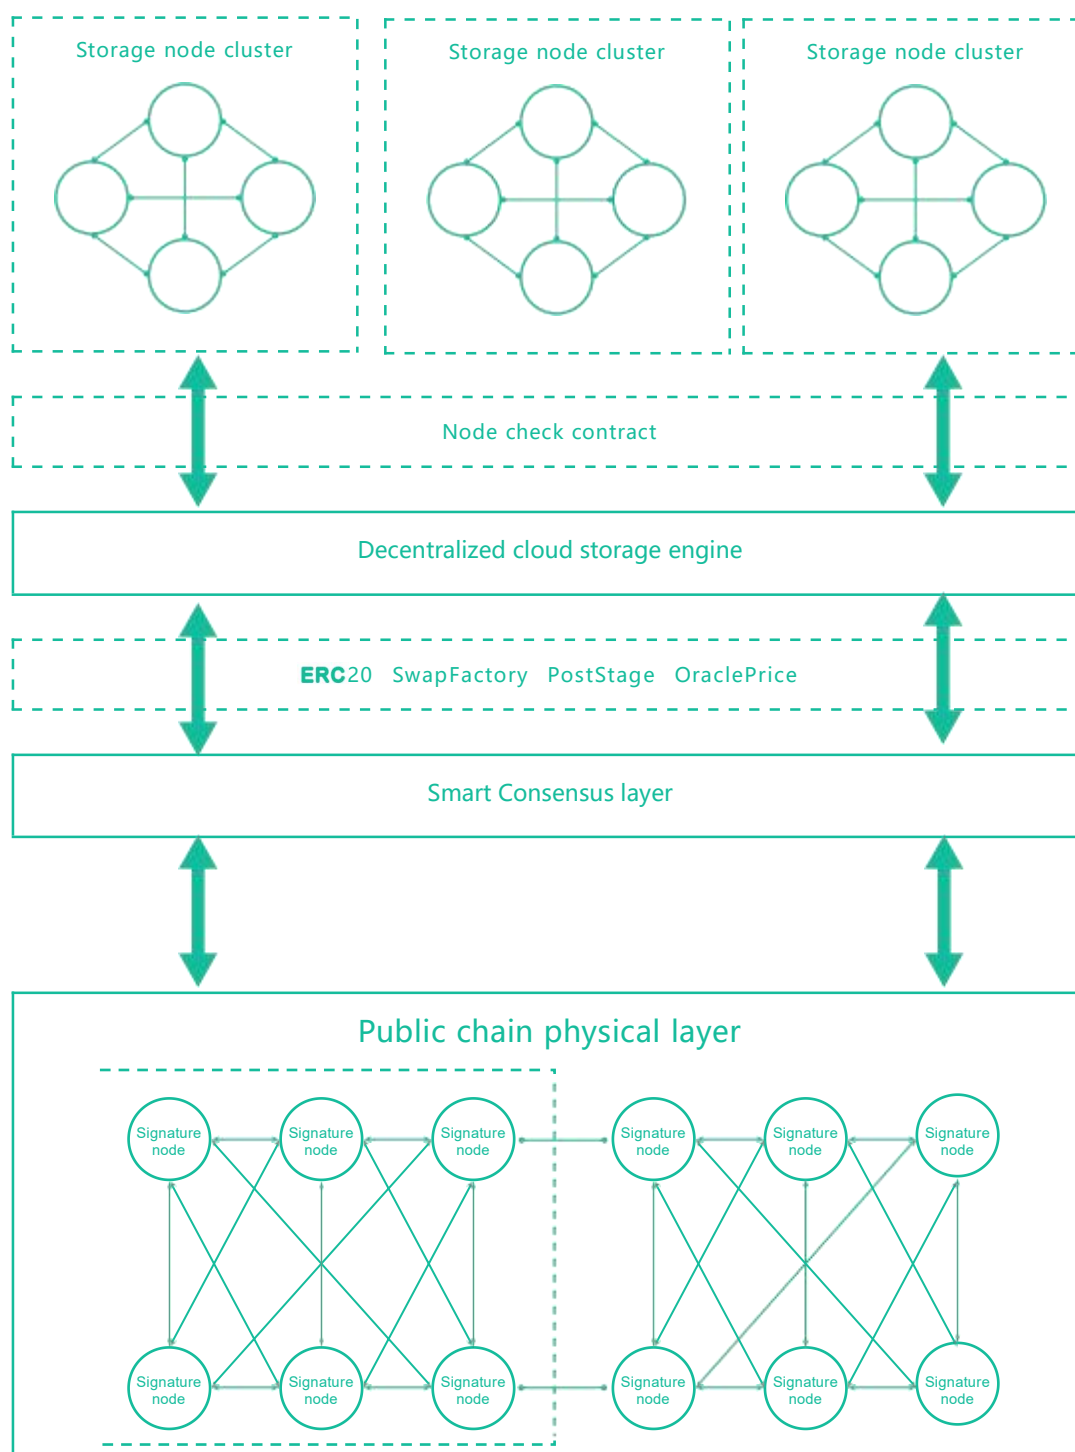 Storage node cluster
Storage node cluster
Storage node cluster
Node check contract
Decentralized cloud storage engine
ERC20 SwapFactory PostStage OraclePrice
Smart Consensus layer
Public chain physical layer
Signature
node
Signature
node
Signature
node
Signature
node
Signature
node
Signature
node
Signature
node
Signature
node
Signature
node
Signature
node
Signature
node
Signature
node